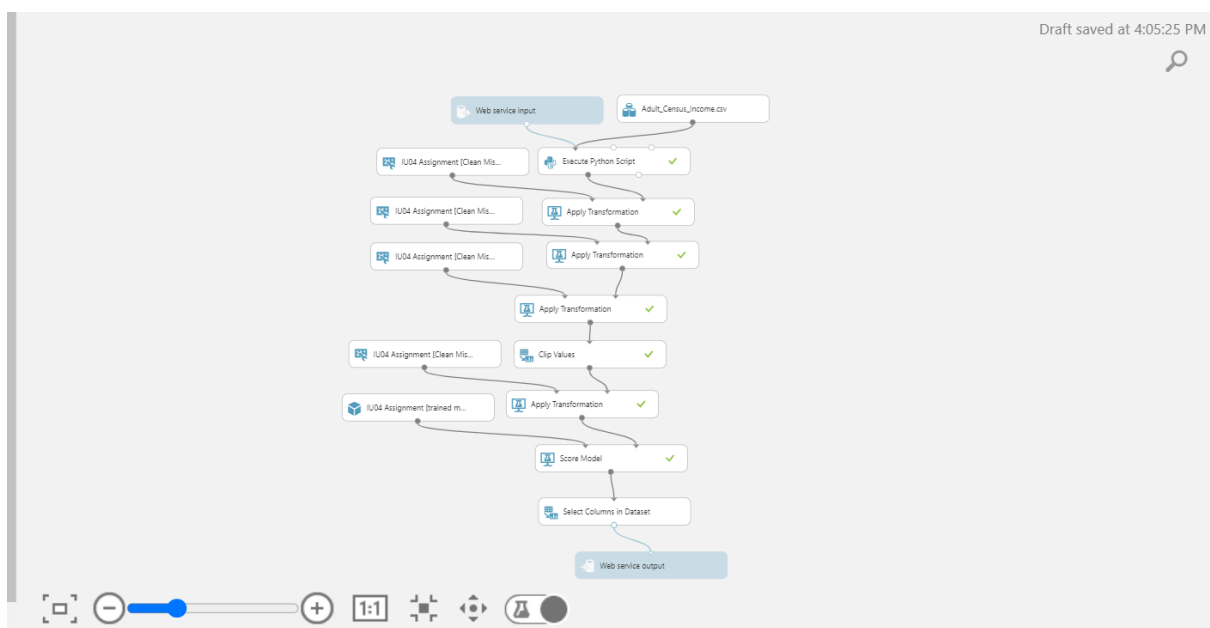 Draft saved at 4:05:25 PM
Web service input
Adult_Census_Income.csv
IU04 Assignment [Clean Mis...
Execute Python Script
IU04 Assignment [Clean Mis...
Apply Transformation
IU04 Assignment [Clean Mis...
Apply Transformation
Apply Transformation
IU04 Assignment [Clean Mis...
Clip Values
IU04 Assignment [trained m...
Apply Transformation
Score Model
Select Columns in Dataset
Web service output
1:1